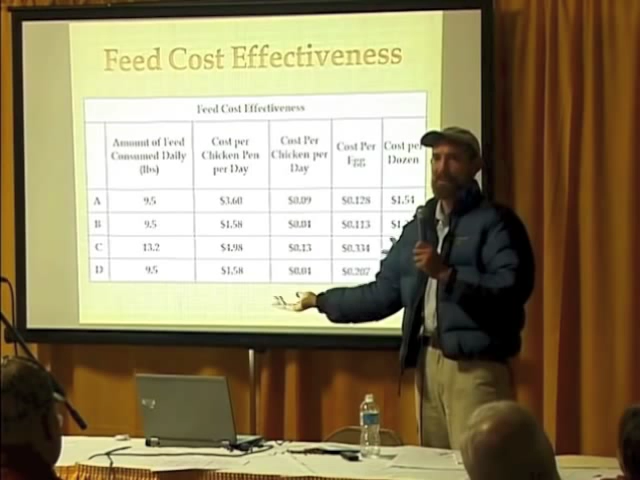 Feed Cost Effectiveness
Feed Cost Effectiveness
Amount of Feed Consumed Daily (lbs) Cost per Chicken Pen per Day Cost Per Chicken per Day Cost Per Egg Cost per Dozen
A 9.5 $3.60 $0.09 $0.128 $1.54
B 9.5 $1.58 $0.04 $0.113
C 13.2 $4.98 $0.13 $0.334
D 9.5 $1.58 $0.04 $0.207